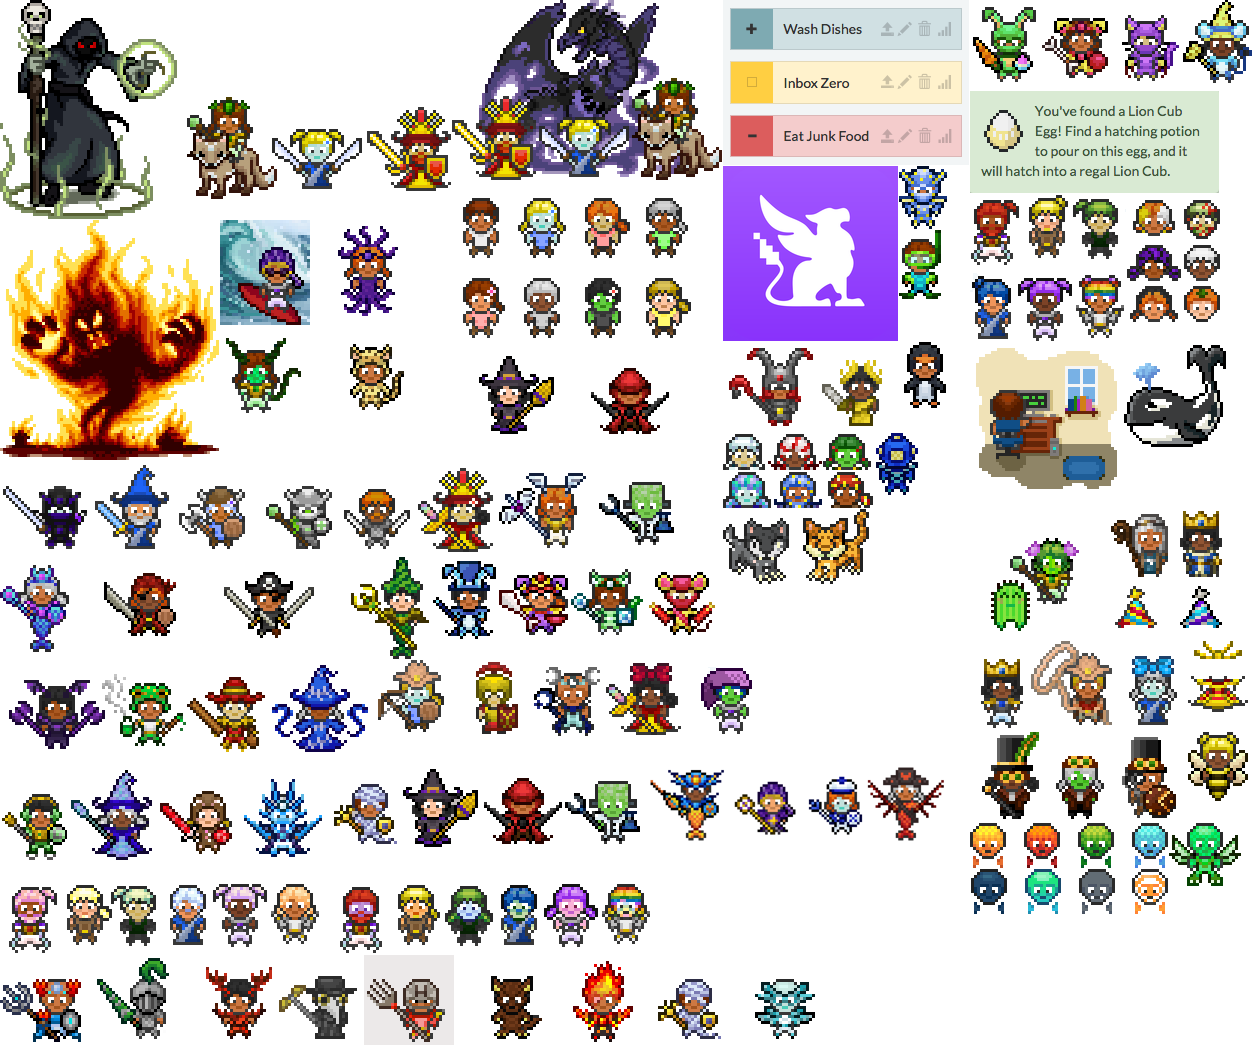 Wash Dishes
Inbox Zero
Eat Junk Food
You've found a Lion Cub
Egg! Find a hatching potion
to pour on this egg, and it
will hatch into a regal Lion Cub.